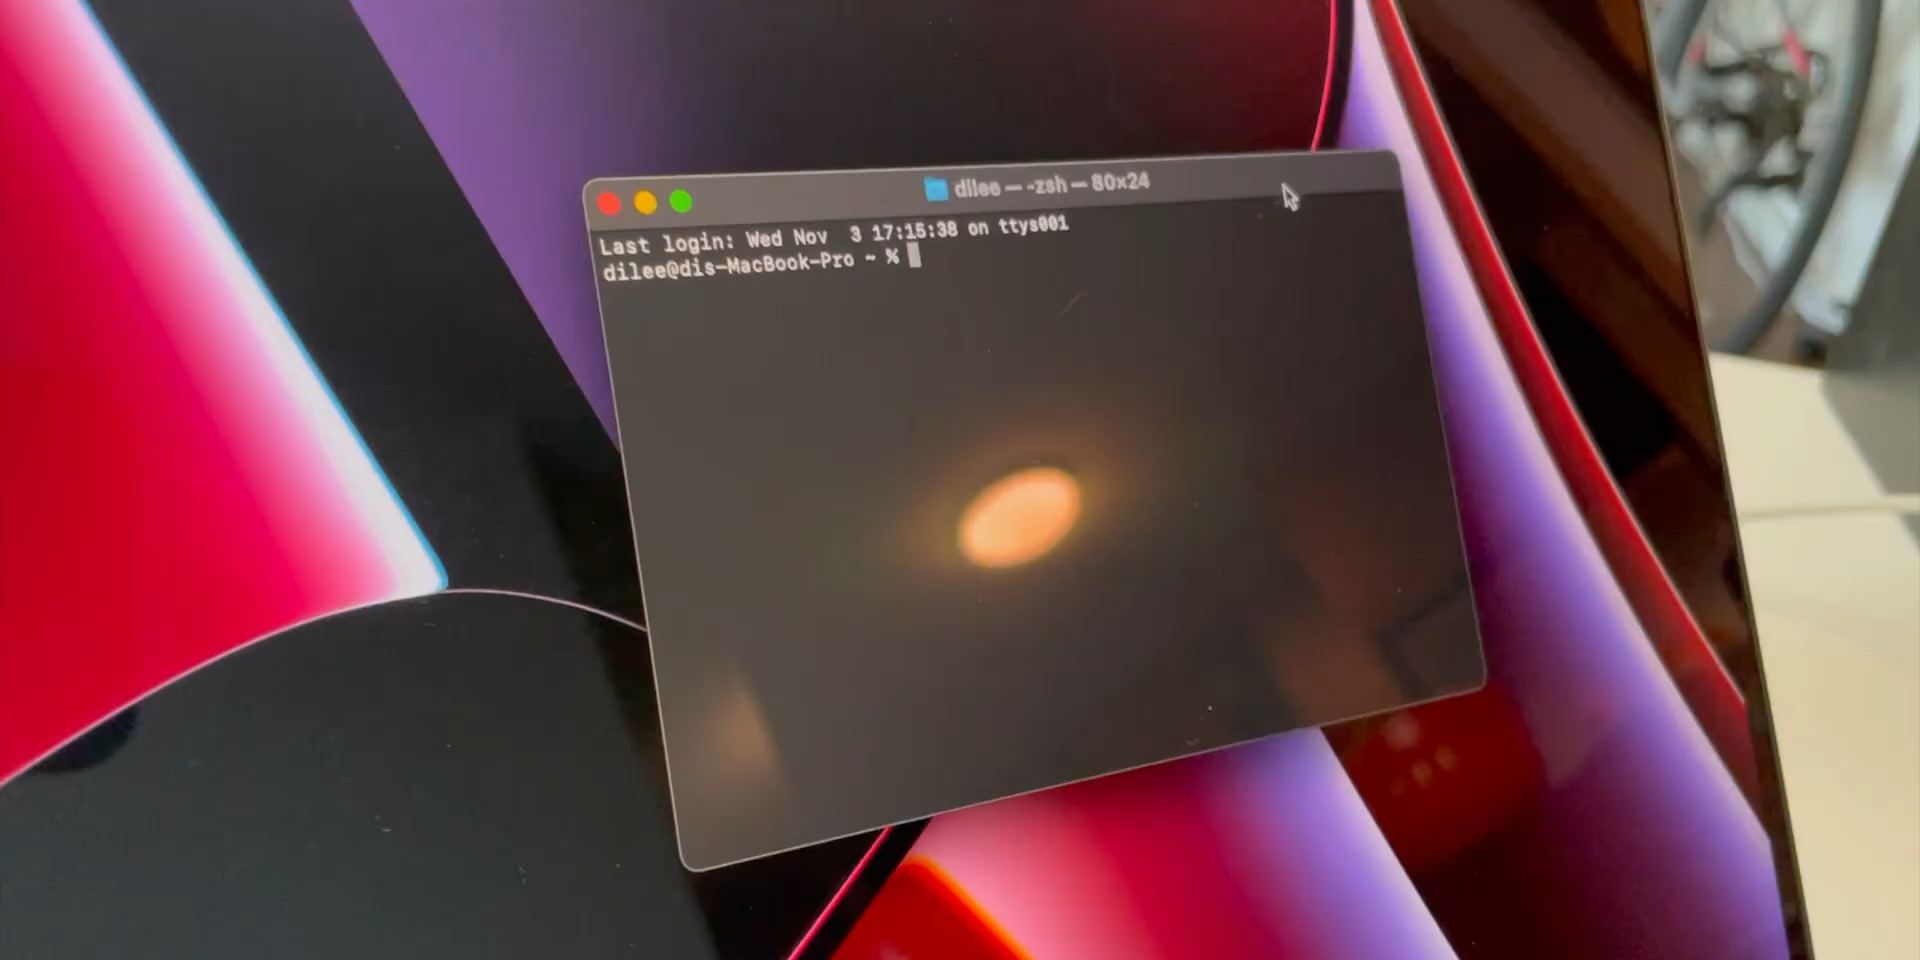 dilee — -zsh — 80×24
Last login: Wed Nov  3 17:15:38 on ttys001
dilee@dis-MacBook-Pro ~ %